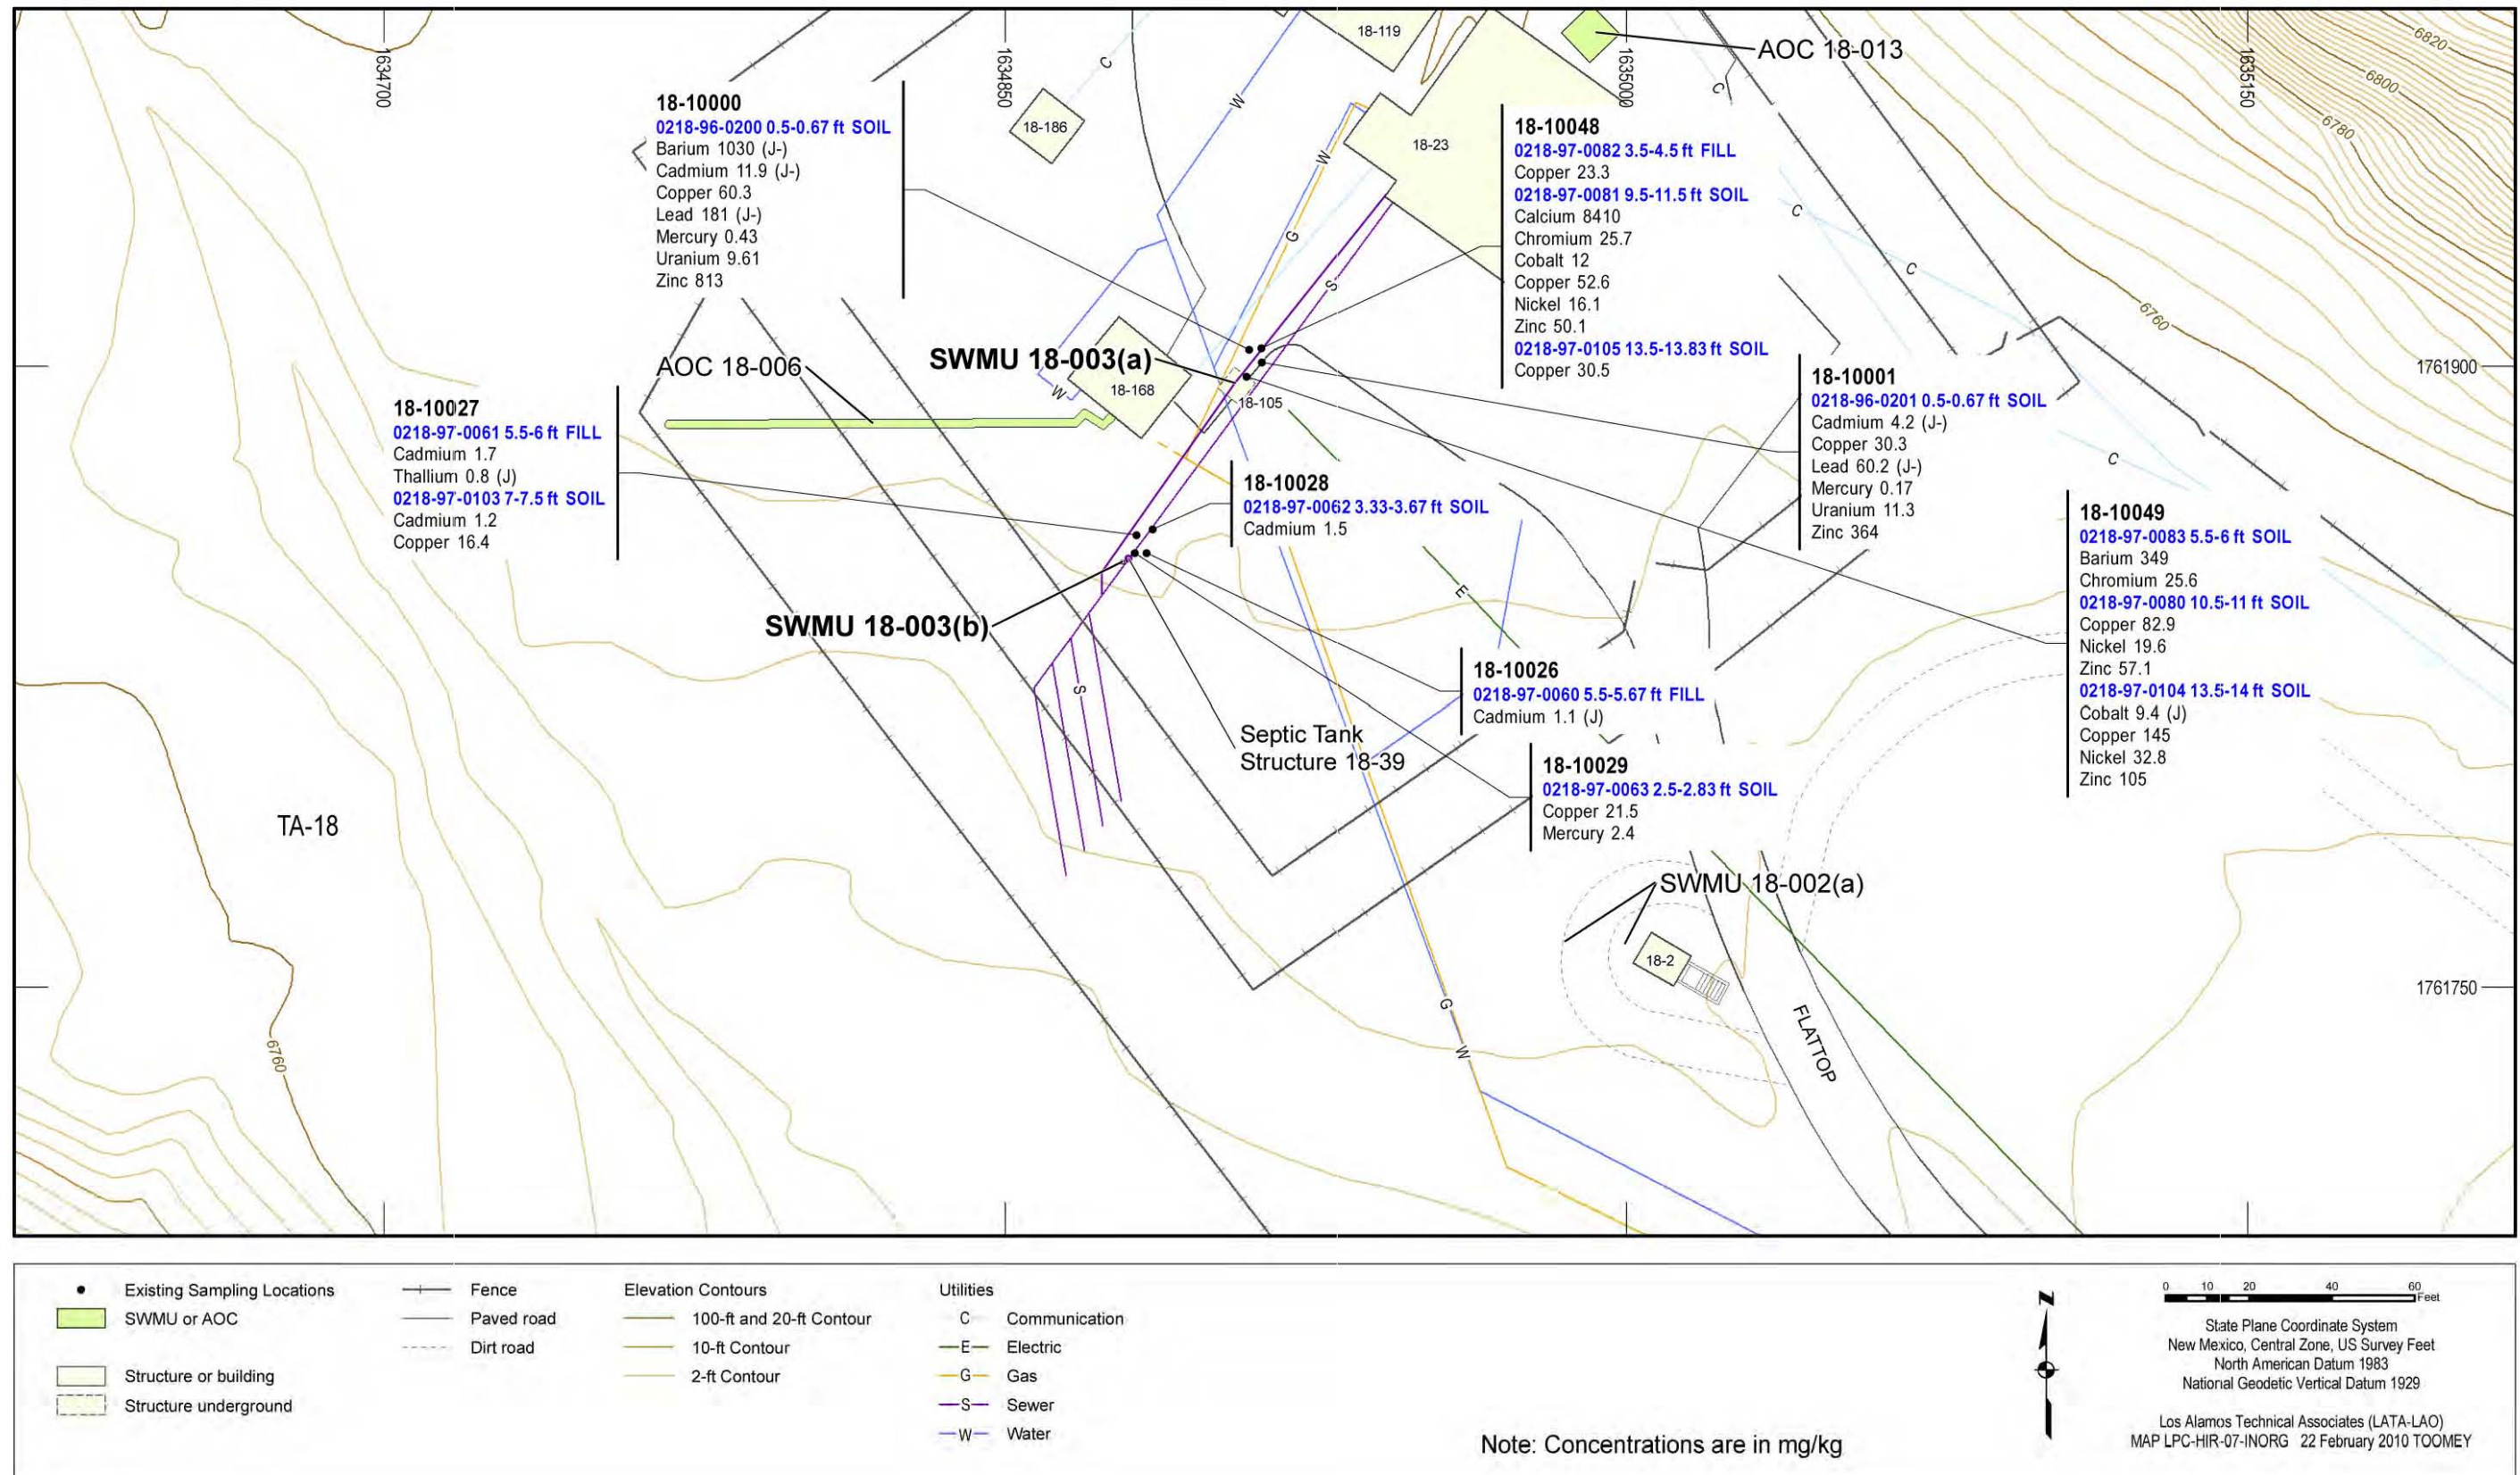 1634700
1634850
1635000
1635150
18-119
AOC 18-013
6820
6800
6780
6760
C
W
C
18-10000
0218-96-0200 0.5-0.67 ft SOIL
Barium 1030 (J-)
Cadmium 11.9 (J-)
Copper 60.3
Lead 181 (J-)
Mercury 0.43
Uranium 9.61
Zinc 813
18-186
18-23
W
G
S
C
C
18-10048
0218-97-0082 3.5-4.5 ft FILL
Copper 23.3
0218-97-0081 9.5-11.5 ft SOIL
Calcium 8410
Chromium 25.7
Cobalt 12
Copper 52.6
Nickel 16.1
Zinc 50.1
0218-97-0105 13.5-13.83 ft SOIL
Copper 30.5
AOC 18-006
SWMU 18-003(a)
18-168
W
18-105
1761900
18-10001
0218-96-0201 0.5-0.67 ft SOIL
Cadmium 4.2 (J-)
Copper 30.3
Lead 60.2 (J-)
Mercury 0.17
Uranium 11.3
Zinc 364
C
18-10027
0218-97-0061 5.5-6 ft FILL
Cadmium 1.7
Thallium 0.8 (J)
0218-97-0103 7-7.5 ft SOIL
Cadmium 1.2
Copper 16.4
18-10028
0218-97-0062 3.33-3.67 ft SOIL
Cadmium 1.5
18-10049
0218-97-0083 5.5-6 ft SOIL
Barium 349
Chromium 25.6
0218-97-0080 10.5-11 ft SOIL
Copper 82.9
Nickel 19.6
Zinc 57.1
0218-97-0104 13.5-14 ft SOIL
Cobalt 9.4 (J)
Copper 145
Nickel 32.8
Zinc 105
E
SWMU 18-003(b)
S
18-10026
0218-97-0060 5.5-5.67 ft FILL
Cadmium 1.1 (J)
Septic Tank
Structure 18-39
18-10029
0218-97-0063 2.5-2.83 ft SOIL
Copper 21.5
Mercury 2.4
TA-18
SWMU 18-002(a)
18-2
1761750
G
W
FLATTOP
6760
Existing Sampling Locations
SWMU or AOC
Structure or building
Structure underground
Fence
Paved road
Dirt road
Elevation Contours
100-ft and 20-ft Contour
10-ft Contour
2-ft Contour
Utilities
C Communication
E Electric
G Gas
S Sewer
W Water
Note: Concentrations are in mg/kg
N
0 10 20 40 60
Feet
State Plane Coordinate System
New Mexico, Central Zone, US Survey Feet
North American Datum 1983
National Geodetic Vertical Datum 1929
Los Alamos Technical Associates (LATA-LAO)
MAP LPC-HIR-07-INORG 22 February 2010 TOOMEY